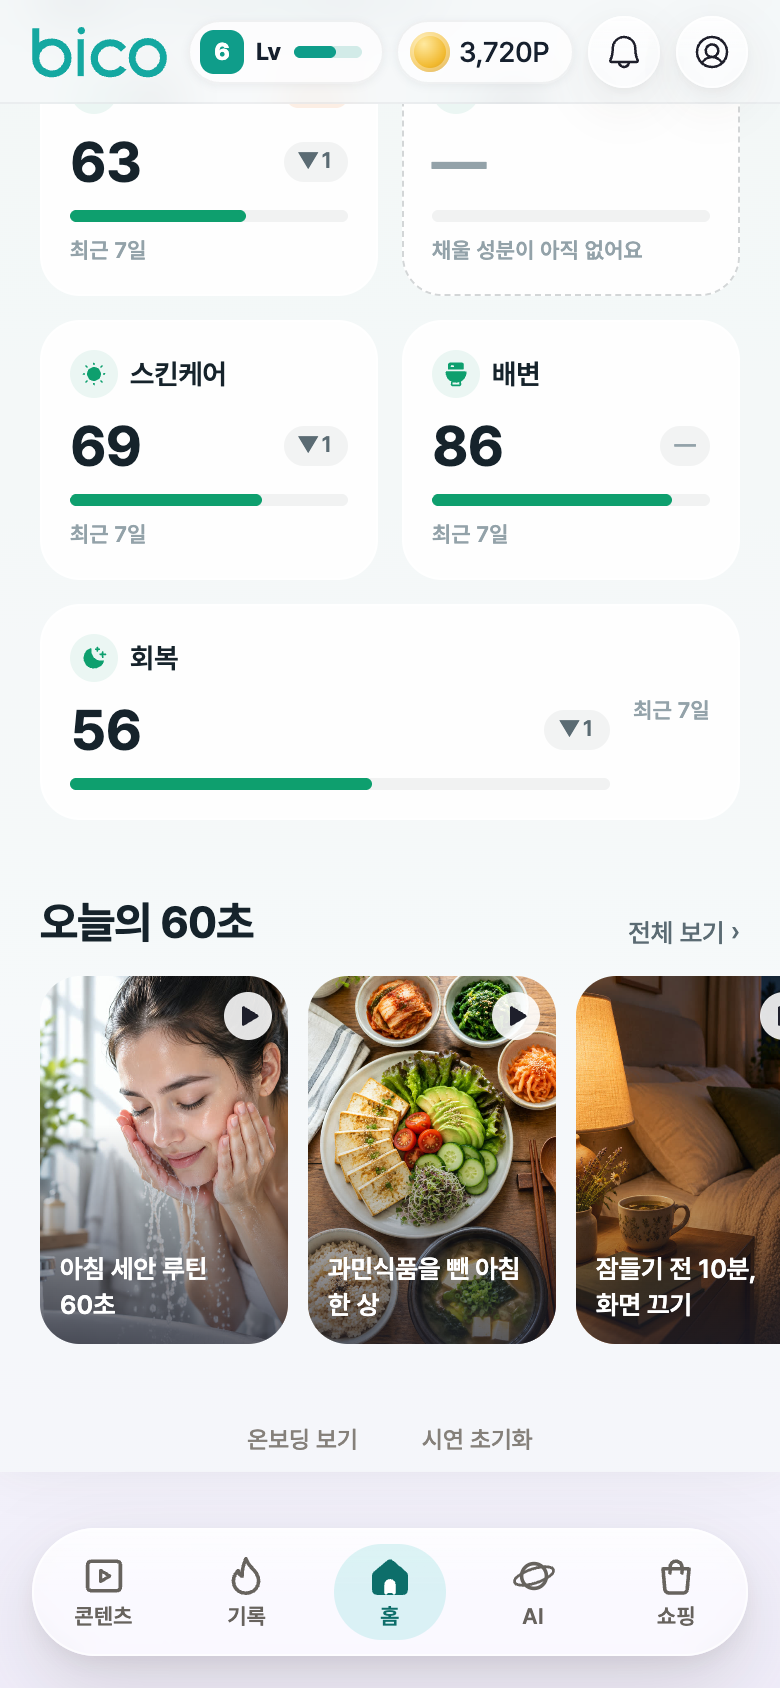 bico
6 Lv
3,720P
63
▼1
최근 7일
—
채울 성분이 아직 없어요
스킨케어
69
▼1
최근 7일
배변
86
—
최근 7일
회복
56
▼1
최근 7일
오늘의 60초
전체 보기 ›
아침 세안 루틴
60초
과민식품을 뺀 아침
한 상
잠들기 전 10분,
화면 끄기
온보딩 보기
시연 초기화
콘텐츠
기록
홈
AI
쇼핑